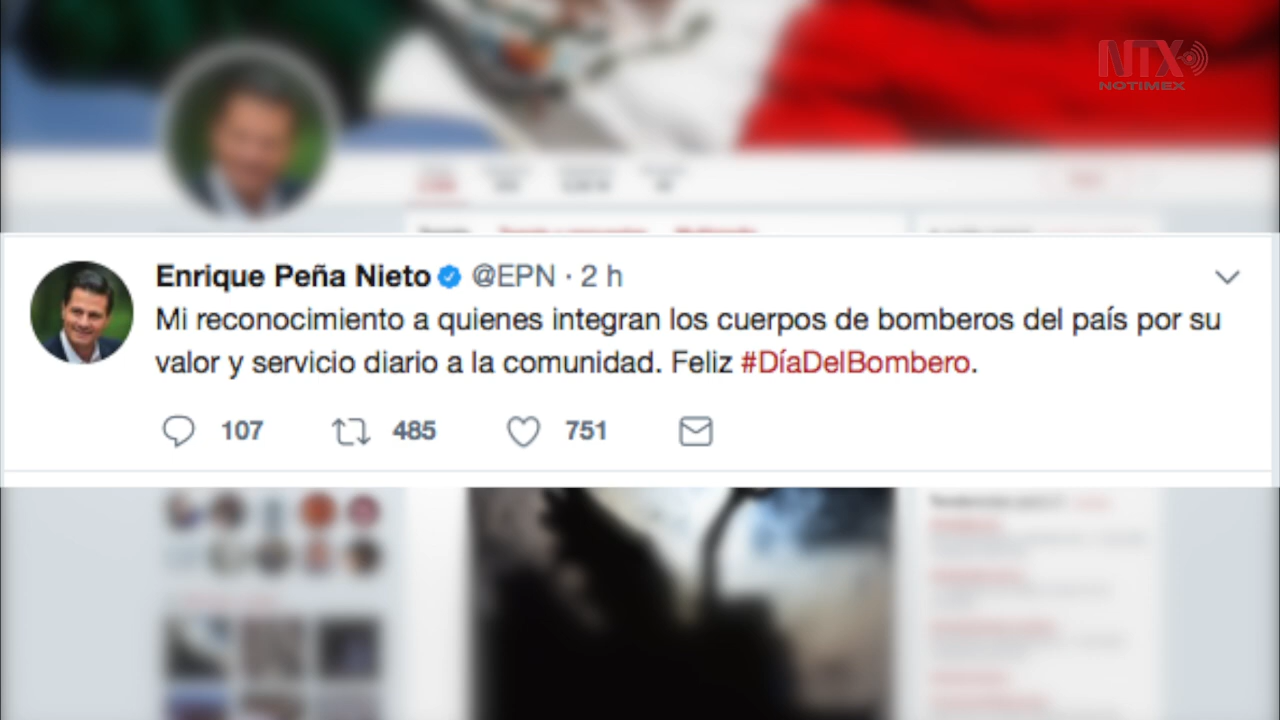 NTX
NOTIMEX
Enrique Peña Nieto @EPN · 2 h
Mi reconocimiento a quienes integran los cuerpos de bomberos del país por su
valor y servicio diario a la comunidad. Feliz #DíaDelBombero.
107 485 751